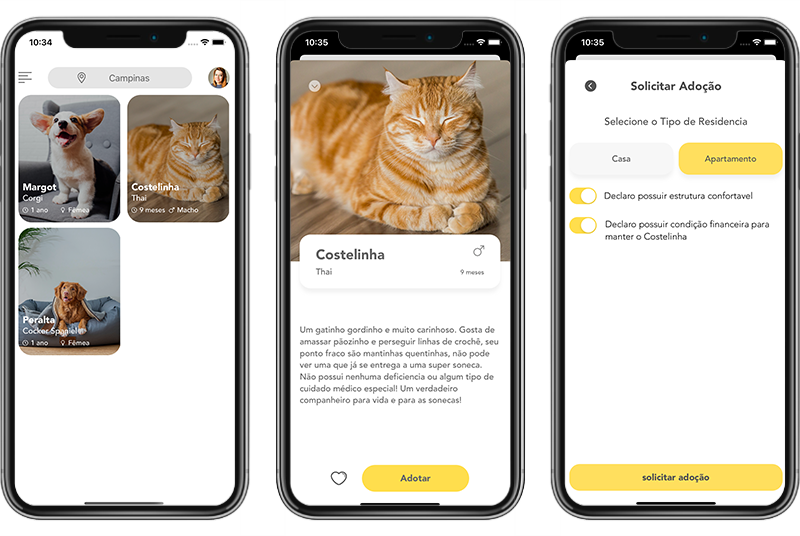 10:34
Campinas
Margot
Corgi
1 ano Fêmea
Costelinha
Thai
9 meses Macho
Peralta
Cocker Spaniel
1 ano Fêmea
10:35
Costelinha
Thai
9 meses
Um gatinho gordinho e muito carinhoso. Gosta de
amassar pãozinho e perseguir linhas de crochê, seu
ponto fraco são mantinhas quentinhas, não pode
ver uma que já se entrega a uma super soneca.
Não possui nenhuma deficiencia ou algum tipo de
cuidado médico especial! Um verdadeiro
companheiro para vida e para as sonecas!
Adotar
10:35
Solicitar Adoção
Selecione o Tipo de Residencia
Casa
Apartamento
Declaro possuir estrutura confortavel
Declaro possuir condição financeira para
manter o Costelinha
solicitar adoção